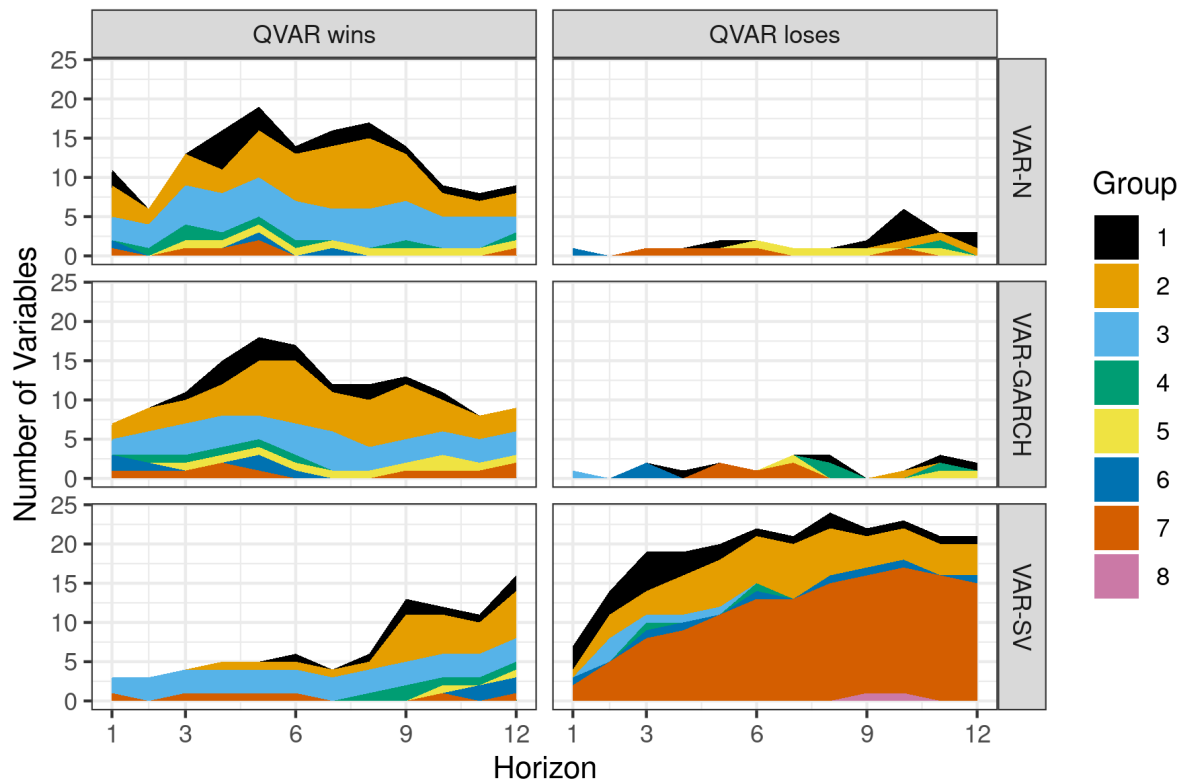 QVAR wins
QVAR loses
25
20
15
10
5
0
VAR-N
25
20
15
10
5
0
VAR-GARCH
25
20
15
10
5
0
VAR-SV
1 3 6 9 12
1 3 6 9 12
Horizon
Number of Variables
Group
1
2
3
4
5
6
7
8